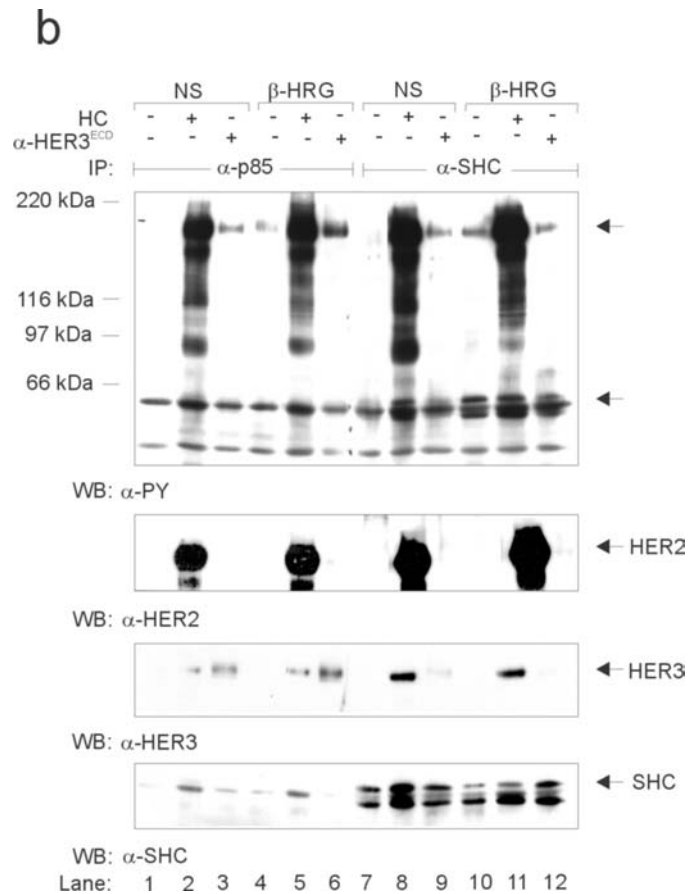 b
NS β-HRG NS β-HRG
HC - + - - + - - + - - + -
α-HER3ECD - - + - - + - - + - - +
IP: α-p85 α-SHC
220 kDa
116 kDa
97 kDa
66 kDa
WB: α-PY
HER2
WB: α-HER2
HER3
WB: α-HER3
SHC
WB: α-SHC
Lane: 1 2 3 4 5 6 7 8 9 10 11 12